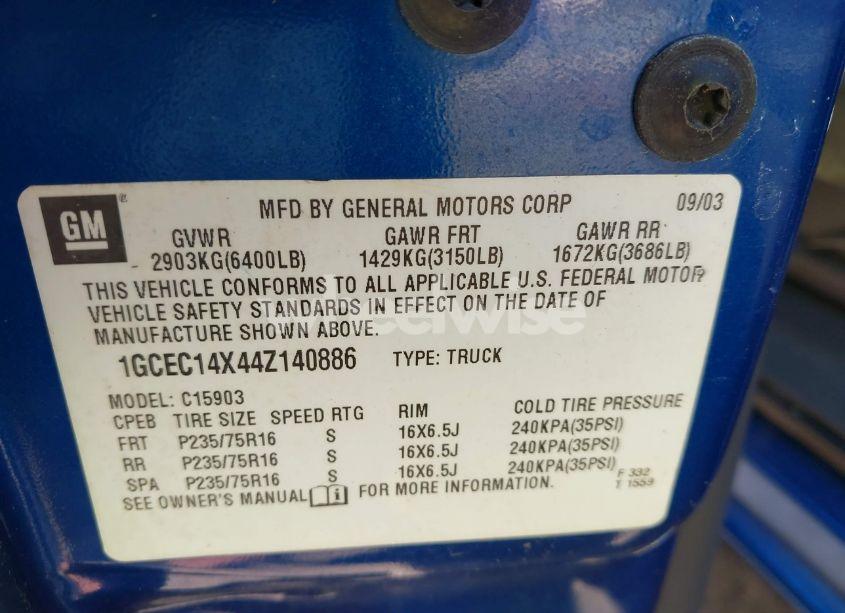 GM
MFD BY GENERAL MOTORS CORP 09/03
GVWR GAWR FRT GAWR RR
2903KG(6400LB) 1429KG(3150LB) 1672KG(3686LB)
THIS VEHICLE CONFORMS TO ALL APPLICABLE U.S. FEDERAL MOTOR
VEHICLE SAFETY STANDARDS IN EFFECT ON THE DATE OF
MANUFACTURE SHOWN ABOVE.
1GCEC14X44Z140886 TYPE: TRUCK
MODEL: C15903
CPEB TIRE SIZE SPEED RTG RIM COLD TIRE PRESSURE
FRT P235/75R16 S 16X6.5J 240KPA(35PSI)
RR P235/75R16 S 16X6.5J 240KPA(35PSI)
SPA P235/75R16 S 16X6.5J 240KPA(35PSI)
SEE OWNER'S MANUAL FOR MORE INFORMATION.
F 332
T 1559